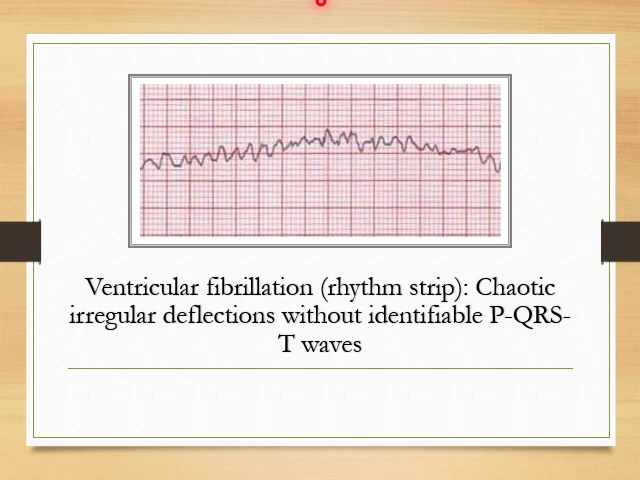 Ventricular fibrillation (rhythm strip): Chaotic
irregular deflections without identifiable P-QRS-
T waves